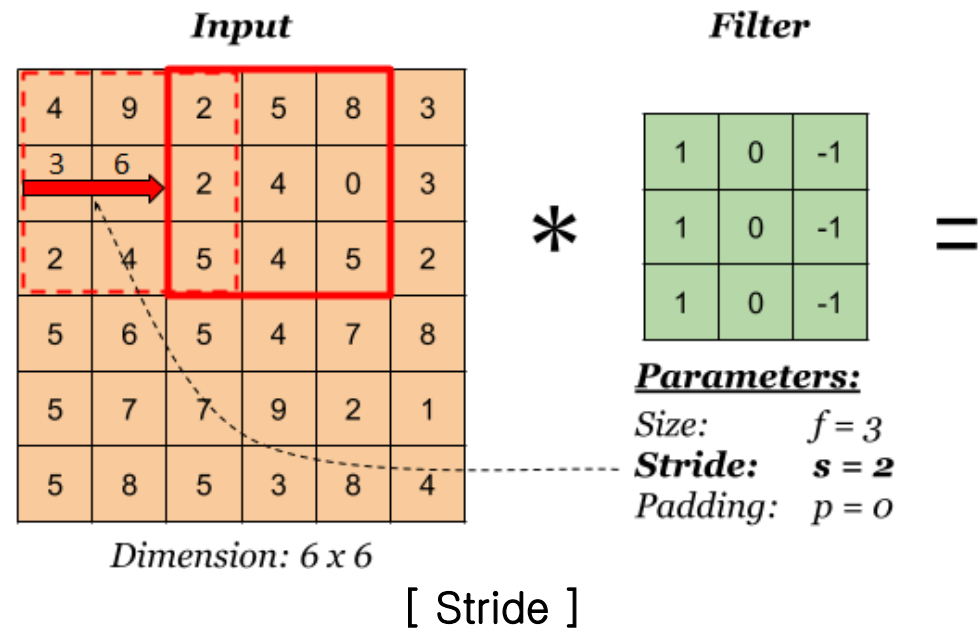 Input Filter
4 9 2 5 8 3
3 6 2 4 0 3
2 4 5 4 5 2
5 6 5 4 7 8
5 7 7 9 2 1
5 8 5 3 8 4
Dimension: 6 x 6
*
1 0 -1
1 0 -1
1 0 -1
=
Parameters:
Size: f = 3
Stride: s = 2
Padding: p = 0
[ Stride ]